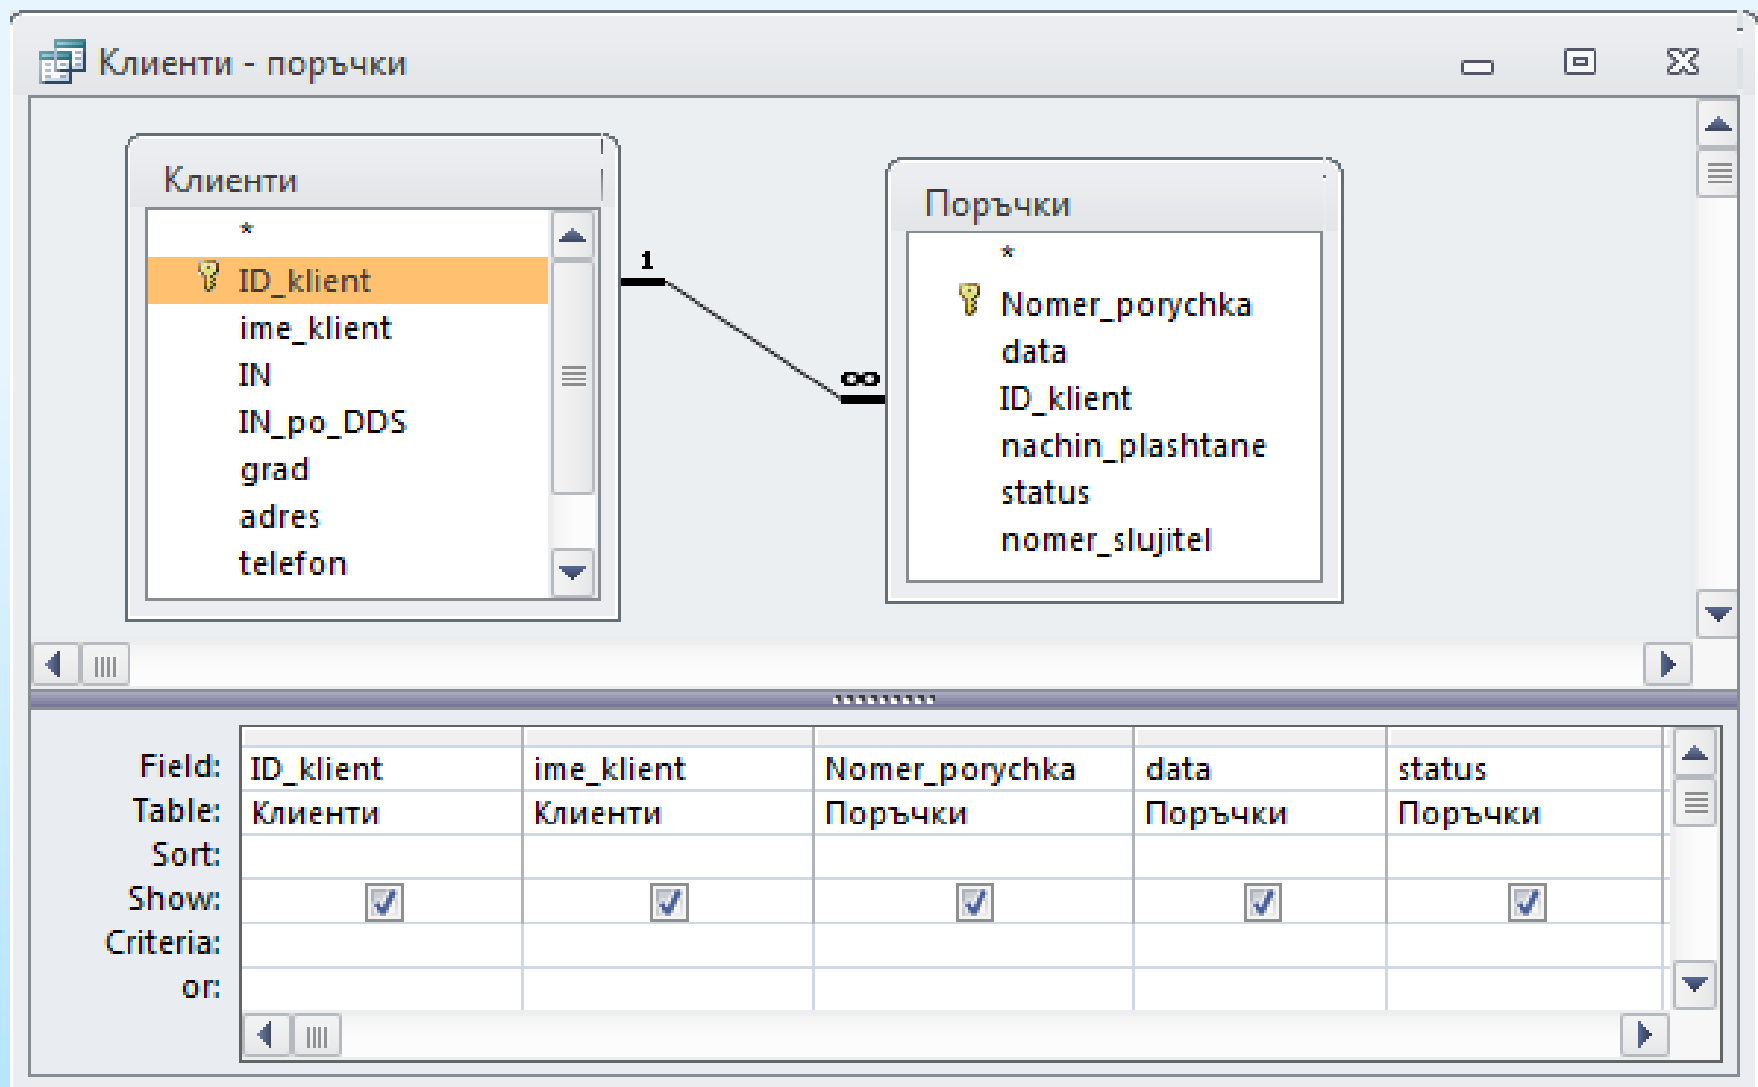 Клиенти - поръчки
Клиенти
*
ID_klient
ime_klient
IN
IN_po_DDS
grad
adres
telefon
1
∞
Поръчки
*
Nomer_porychka
data
ID_klient
nachin_plashtane
status
nomer_slujitel
Field: ID_klient ime_klient Nomer_porychka data status
Table: Клиенти Клиенти Поръчки Поръчки Поръчки
Sort:
Show:
Criteria:
or: